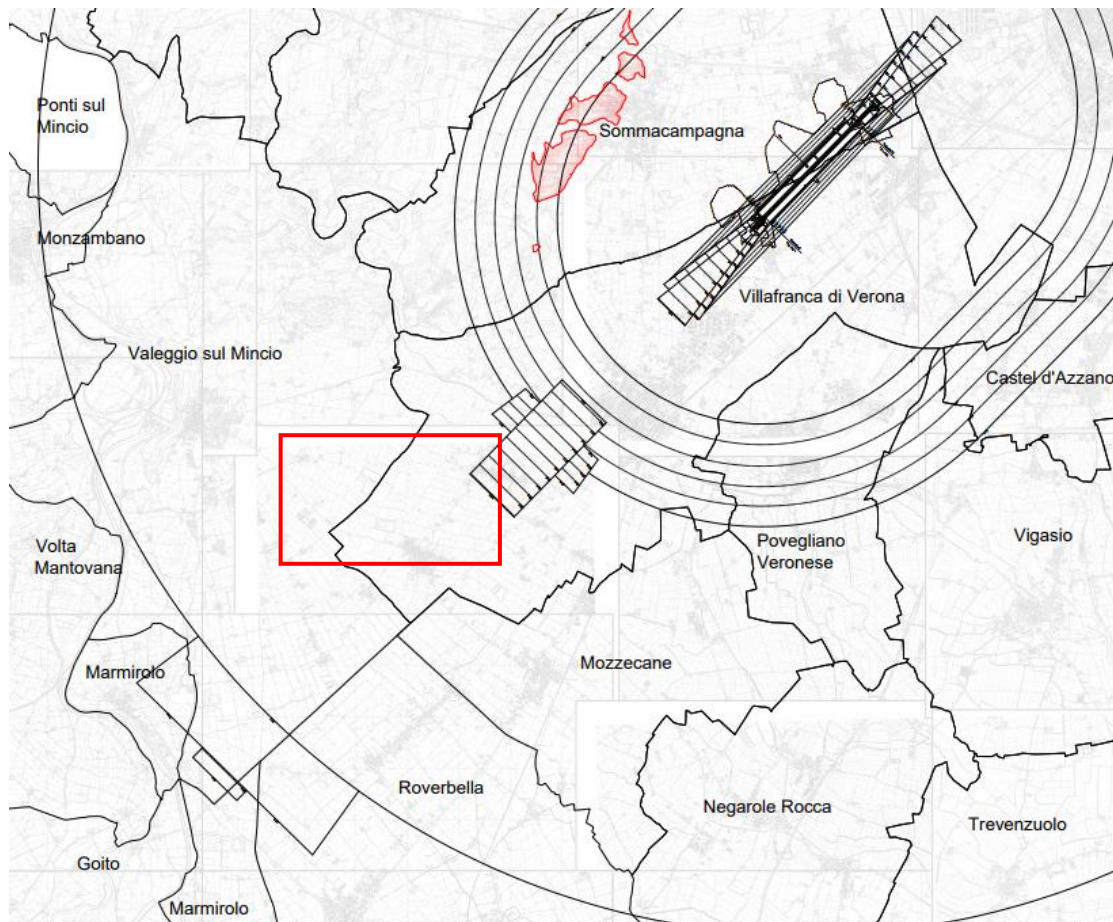 Ponti sul
Mincio
Sommacampagna
Monzambano
Villafranca di Verona
Valeggio sul Mincio
Castel d'Azzano
Volta
Mantovana
Povegliano
Veronese
Vigasio
Mozzecane
Marmirolo
Roverbella
Negarole Rocca
Trevenzuolo
Goito
Marmirolo